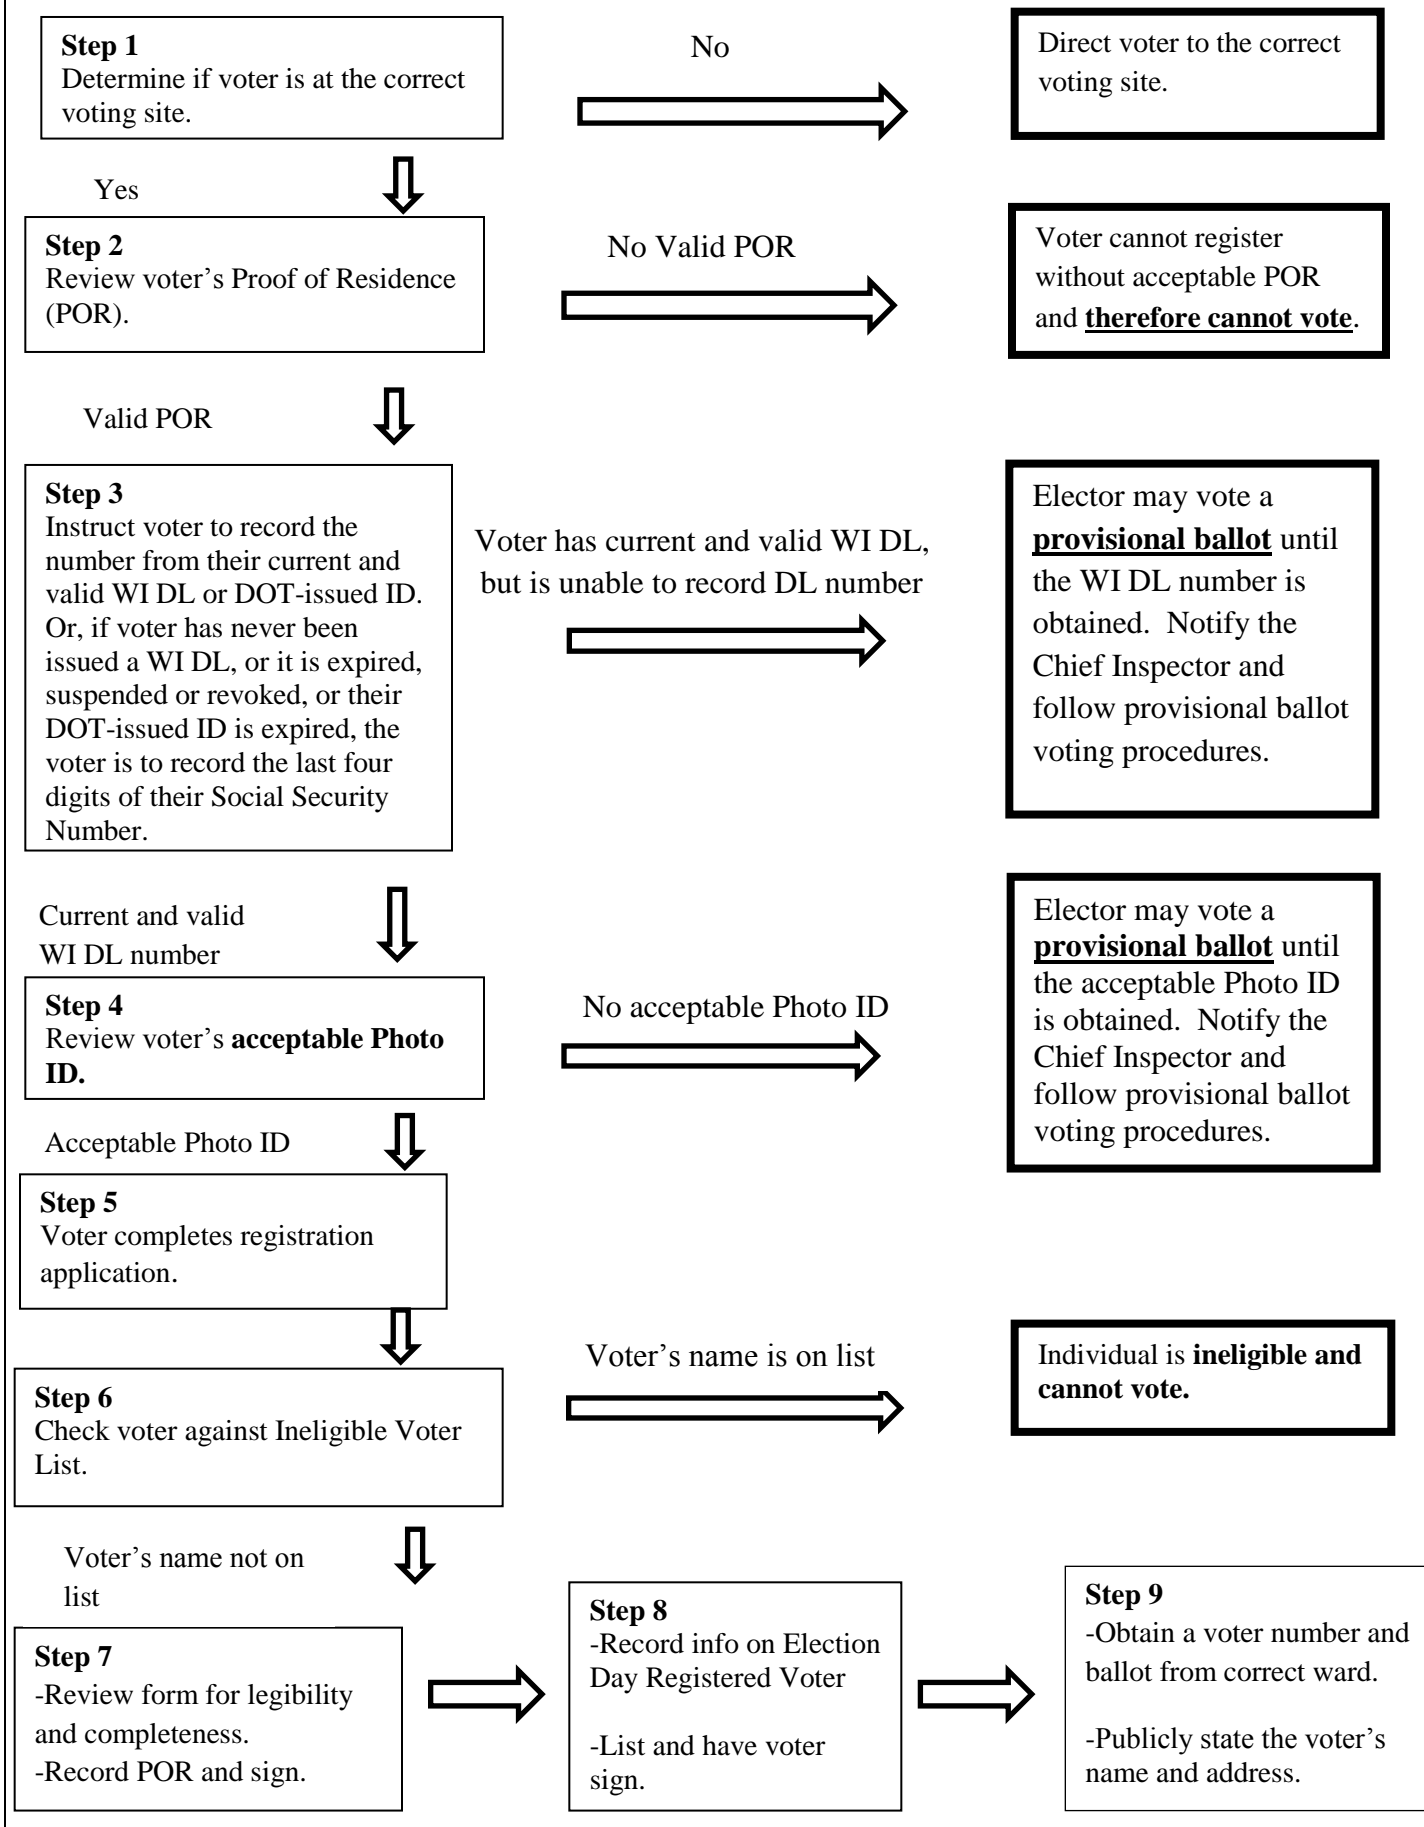 Step 1
Determine if voter is at the correct
voting site.
No
Direct voter to the correct
voting site.
Yes
Step 2
Review voter’s Proof of Residence
(POR).
No Valid POR
Voter cannot register
without acceptable POR
and therefore cannot vote.
Valid POR
Step 3
Instruct voter to record the
number from their current and
valid WI DL or DOT-issued ID.
Or, if voter has never been
issued a WI DL, or it is expired,
suspended or revoked, or their
DOT-issued ID is expired, the
voter is to record the last four
digits of their Social Security
Number.
Voter has current and valid WI DL,
but is unable to record DL number
Elector may vote a
provisional ballot until
the WI DL number is
obtained.  Notify the
Chief Inspector and
follow provisional ballot
voting procedures.
Current and valid
WI DL number
Step 4
Review voter’s acceptable Photo
ID.
No acceptable Photo ID
Elector may vote a
provisional ballot until
the acceptable Photo ID
is obtained.  Notify the
Chief Inspector and
follow provisional ballot
voting procedures.
Acceptable Photo ID
Step 5
Voter completes registration
application.
Step 6
Check voter against Ineligible Voter
List.
Voter’s name is on list
Individual is ineligible and
cannot vote.
Voter’s name not on
list
Step 7
-Review form for legibility
and completeness.
-Record POR and sign.
Step 8
-Record info on Election
Day Registered Voter
-List and have voter
sign.
Step 9
-Obtain a voter number and
ballot from correct ward.
-Publicly state the voter’s
name and address.